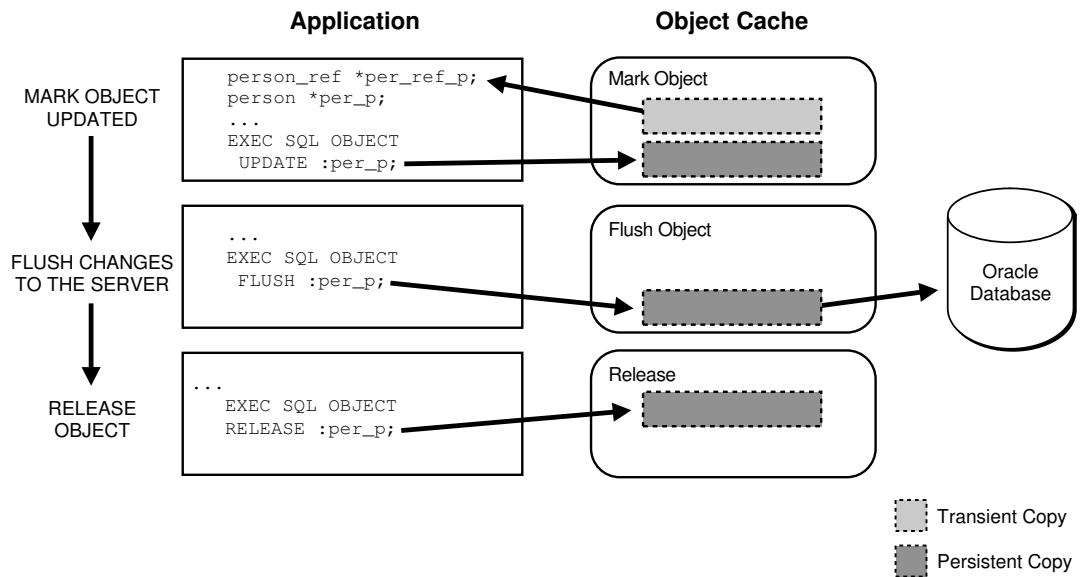 Application
Object Cache
MARK OBJECT
UPDATED
person_ref *per_ref_p;
person *per_p;
...
EXEC SQL OBJECT
UPDATE :per_p;
Mark Object
FLUSH CHANGES
TO THE SERVER
...
EXEC SQL OBJECT
FLUSH :per_p;
Flush Object
Oracle
Database
RELEASE
OBJECT
...
EXEC SQL OBJECT
RELEASE :per_p;
Release
Transient Copy
Persistent Copy